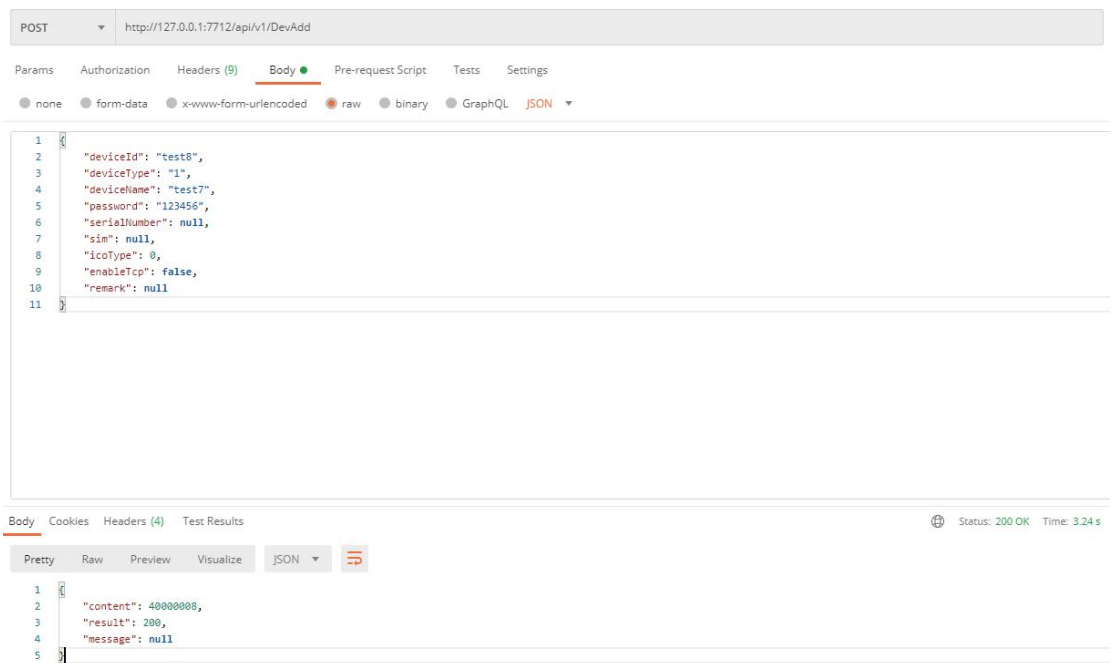 POST http://127.0.0.1:7712/api/v1/DevAdd
Params Authorization Headers (9) Body Pre-request Script Tests Settings
none form-data x-www-form-urlencoded raw binary GraphQL JSON
1 {
2 "deviceId": "test8",
3 "deviceType": "1",
4 "deviceName": "test7",
5 "password": "123456",
6 "serialNumber": null,
7 "sim": null,
8 "icoType": 0,
9 "enableTcp": false,
10 "remark": null
11 }
Body Cookies Headers (4) Test Results Status: 200 OK Time: 3.24 s
Pretty Raw Preview Visualize JSON
1 {
2 "content": 40000008,
3 "result": 200,
4 "message": null
5 }